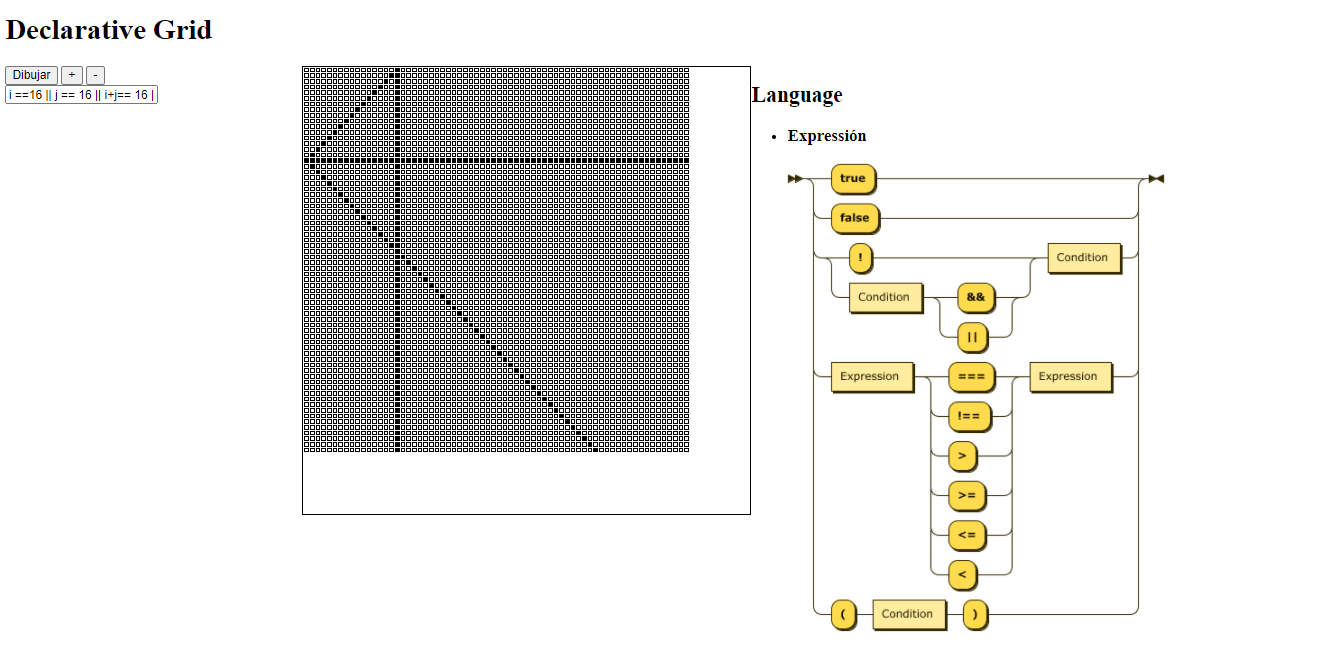 Declarative Grid
Dibujar + -
i ==16 || j == 16 || i+j== 16 |
Language
• Expressión
true
false
! Condition
Condition &&
||
Expression === Expression
!==
>
>=
<=
<
( Condition )